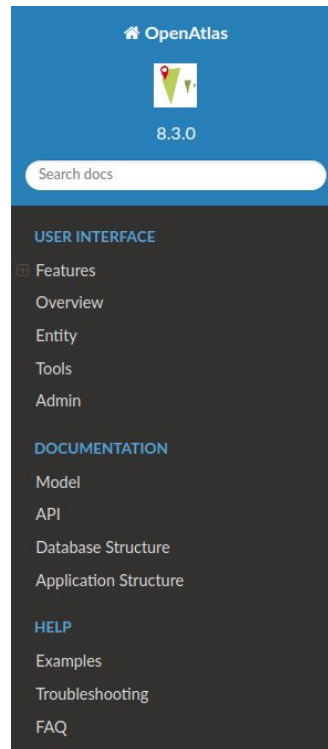 OpenAtlas
8.3.0
Search docs
USER INTERFACE
Features
Overview
Entity
Tools
Admin
DOCUMENTATION
Model
API
Database Structure
Application Structure
HELP
Examples
Troubleshooting
FAQ